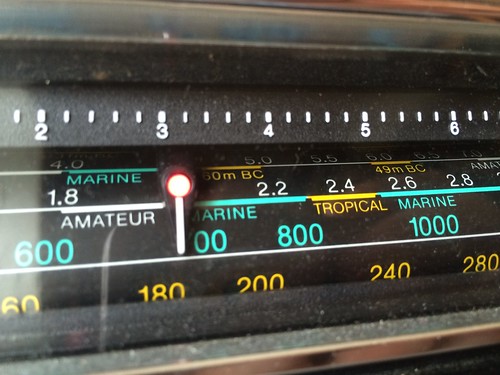 2 3 4 5 6
4.0 5.0 5.5 6.0
MARINE 60m BC 49m BC AMA
1.8 2.2 2.4 2.6 2.8
AMATEUR MARINE TROPICAL MARINE
600 00 800 1000
60 180 200 240 280